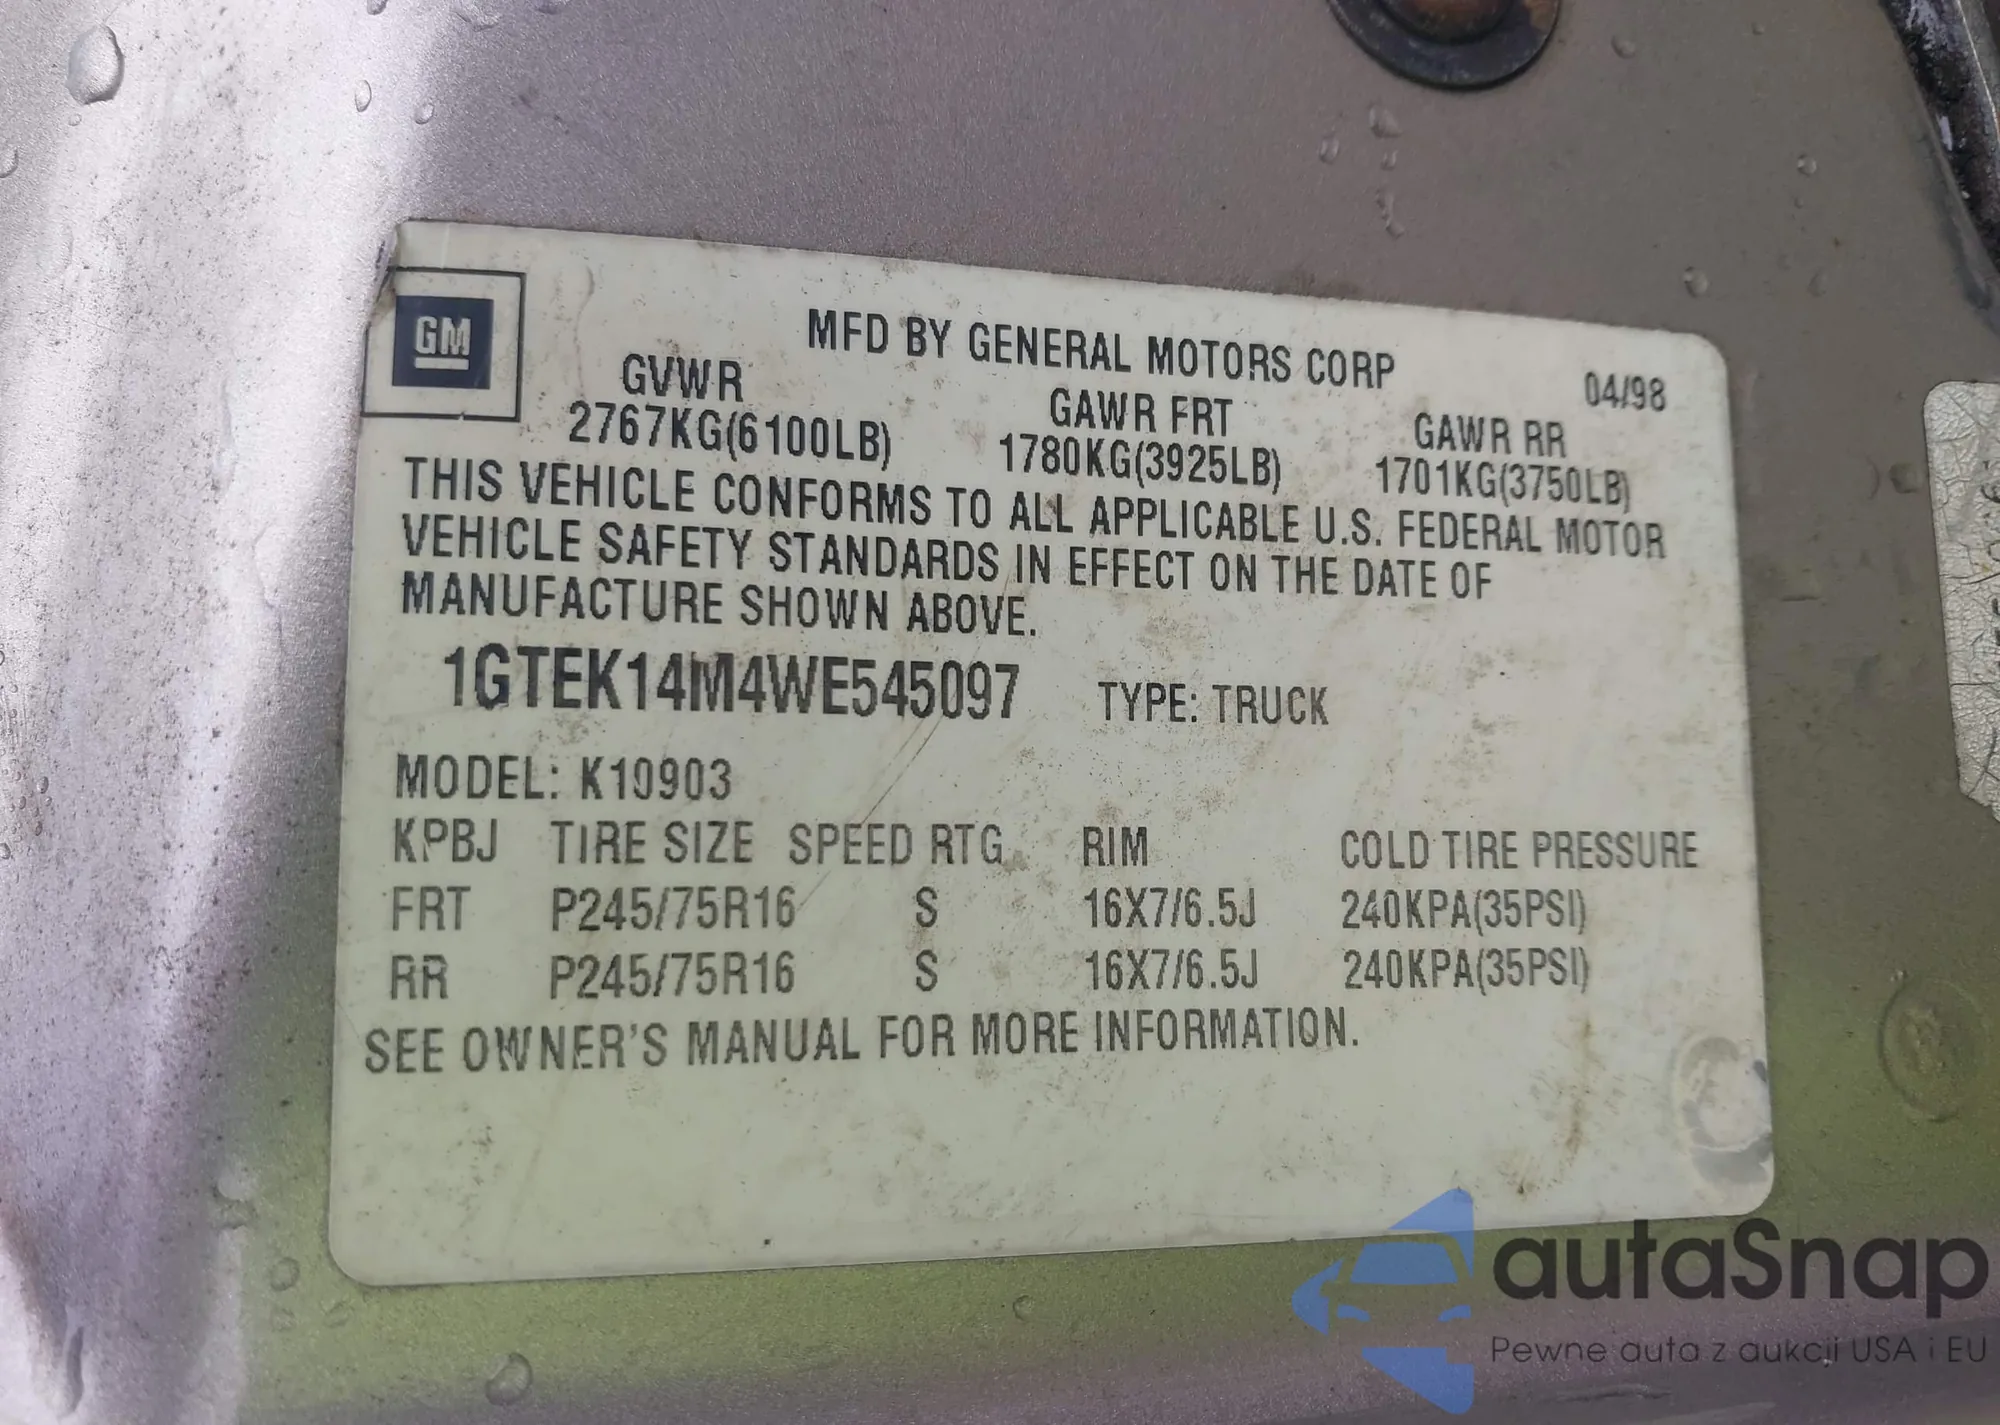 GM
MFD BY GENERAL MOTORS CORP
04/98
GVWR GAWR FRT GAWR RR
2767KG(6100LB) 1780KG(3925LB) 1701KG(3750LB)
THIS VEHICLE CONFORMS TO ALL APPLICABLE U.S. FEDERAL MOTOR
VEHICLE SAFETY STANDARDS IN EFFECT ON THE DATE OF
MANUFACTURE SHOWN ABOVE.
1GTEK14M4WE545097 TYPE: TRUCK
MODEL: K10903
KPBJ TIRE SIZE SPEED RTG RIM COLD TIRE PRESSURE
FRT P245/75R16 S 16X7/6.5J 240KPA(35PSI)
RR P245/75R16 S 16X7/6.5J 240KPA(35PSI)
SEE OWNER'S MANUAL FOR MORE INFORMATION.
autaSnap
Pewne auta z aukcji USA i EU